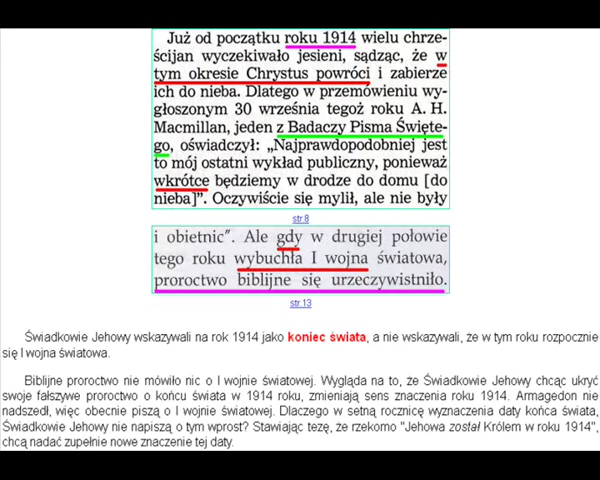 Już od początku roku 1914 wielu chrze-
ścijan wyczekiwało jesieni, sądząc, że w
tym okresie Chrystus powróci i zabierze
ich do nieba. Dlatego w przemówieniu wy-
głoszonym 30 września tegoż roku A. H.
Macmillan, jeden z Badaczy Pisma Święte-
go, oświadczył: „Najprawdopodobniej jest
to mój ostatni wykład publiczny, ponieważ
wkrótce będziemy w drodze do domu [do
nieba]”. Oczywiście się mylił, ale nie były
str.8
i obietnic”. Ale gdy w drugiej połowie
tego roku wybuchła I wojna światowa,
proroctwo biblijne się urzeczywistniło.
str.13
Świadkowie Jehowy wskazywali na rok 1914 jako koniec świata, a nie wskazywali, że w tym roku rozpocznie
się I wojna światowa.
Biblijne proroctwo nie mówiło nic o I wojnie światowej. Wygląda na to, że Świadkowie Jehowy chcąc ukryć
swoje fałszywe proroctwo o końcu świata w 1914 roku, zmieniają sens znaczenia roku 1914. Armagedon nie
nadszedł, więc obecnie piszą o I wojnie światowej. Dlaczego w setną rocznicę wyznaczenia daty końca świata,
Świadkowie Jehowy nie napiszą o tym wprost? Stawiając tezę, że rzekomo "Jehowa został Królem w roku 1914",
chcą nadać zupełnie nowe znaczenie tej daty.